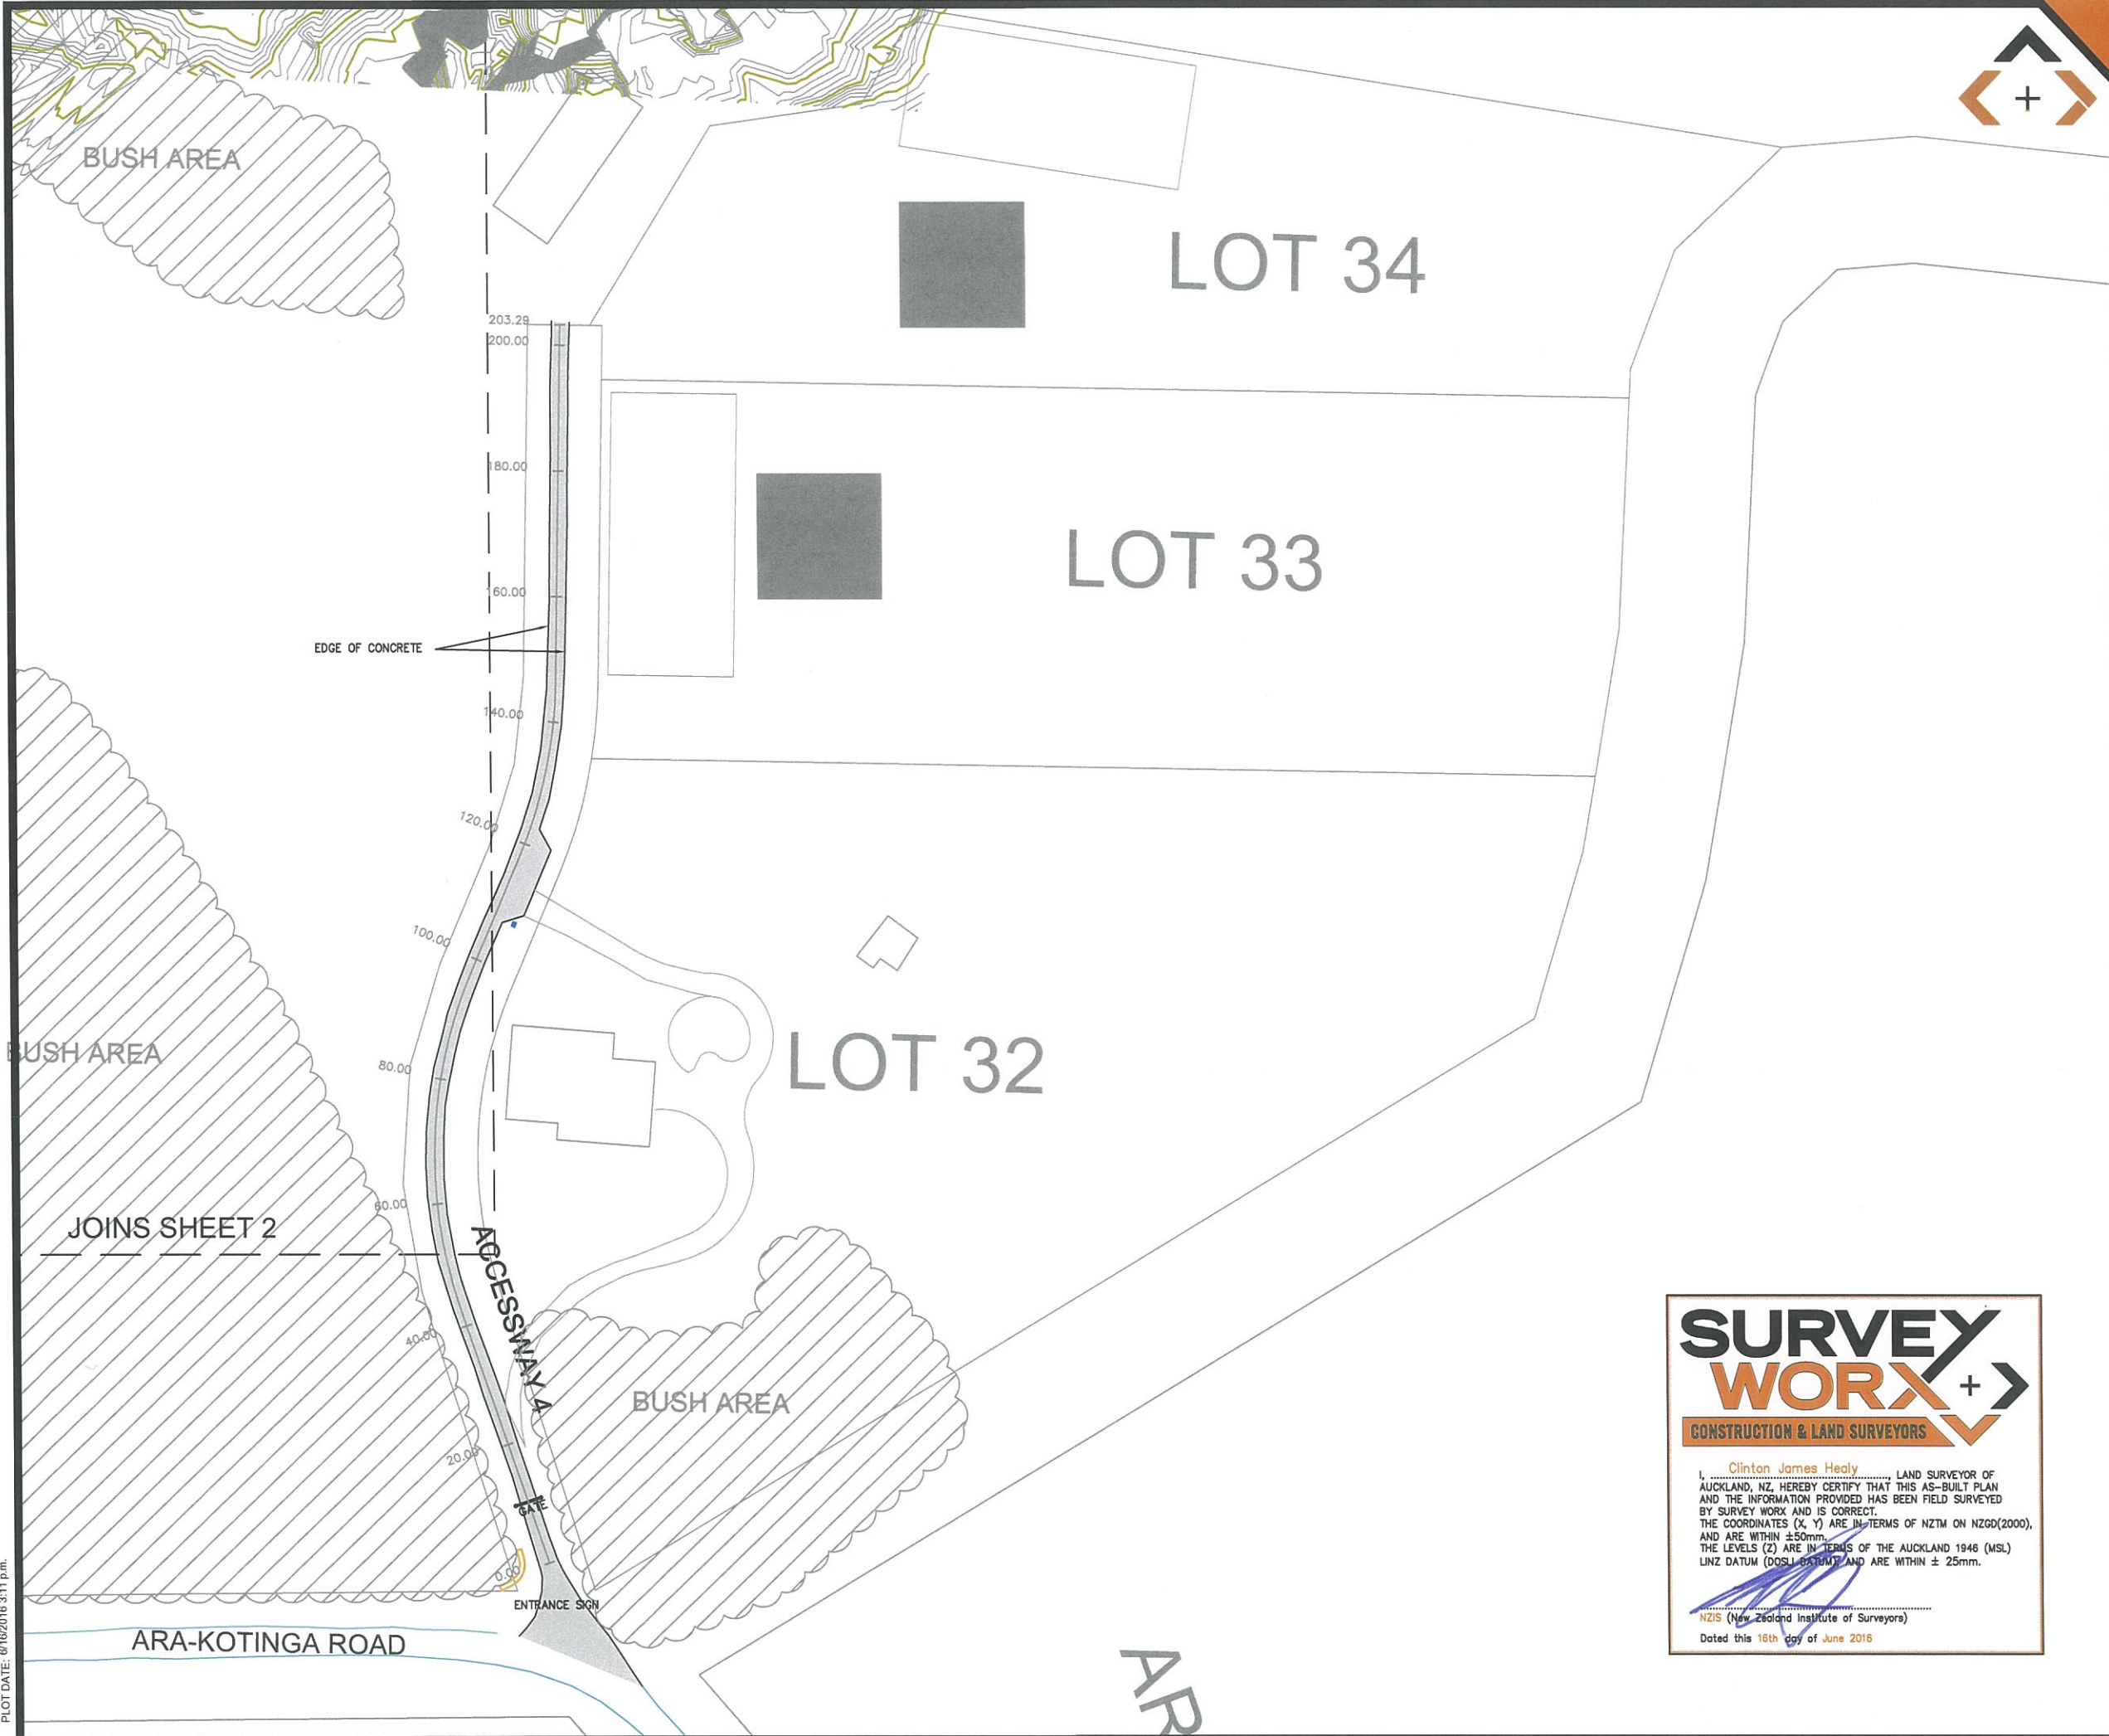 BUSH AREA
LOT 34
203.29
200.00
180.00
LOT 33
160.00
EDGE OF CONCRETE
140.00
120.00
100.00
LOT 32
BUSH AREA
80.00
60.00
JOINS SHEET 2
ACCESSWAY 4
40.00
BUSH AREA
20.00
GATE
0.00
ENTRANCE SIGN
ARA-KOTINGA ROAD
AR
PLOT DATE: 6/16/2016 3:11 p.m.
SURVEY
WORX
CONSTRUCTION & LAND SURVEYORS
I, Clinton James Healy, LAND SURVEYOR OF
AUCKLAND, NZ, HEREBY CERTIFY THAT THIS AS-BUILT PLAN
AND THE INFORMATION PROVIDED HAS BEEN FIELD SURVEYED
BY SURVEY WORX AND IS CORRECT.
THE COORDINATES (X, Y) ARE IN TERMS OF NZTM ON NZGD(2000),
AND ARE WITHIN ±50mm.
THE LEVELS (Z) ARE IN TERMS OF THE AUCKLAND 1946 (MSL)
LINZ DATUM (DOSLI DATUM) AND ARE WITHIN ± 25mm.
NZIS (New Zealand Institute of Surveyors)
Dated this 16th day of June 2016